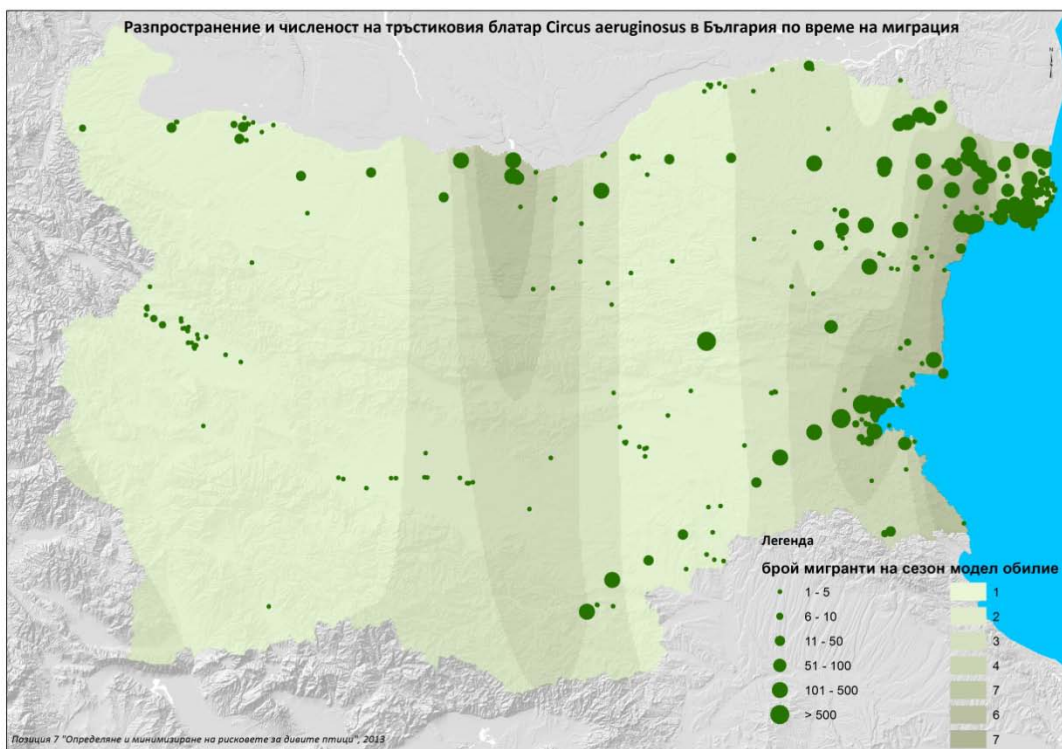 Разпространение и численост на тръстиковия блатар Circus aeruginosus в България по време на миграция
Легенда
брой мигранти на сезон модел обилие
1 - 5
6 - 10
11 - 50
51 - 100
101 - 500
> 500
1
2
3
4
7
6
7
Позиция 7 "Определяне и минимизиране на рисковете за дивите птици", 2013